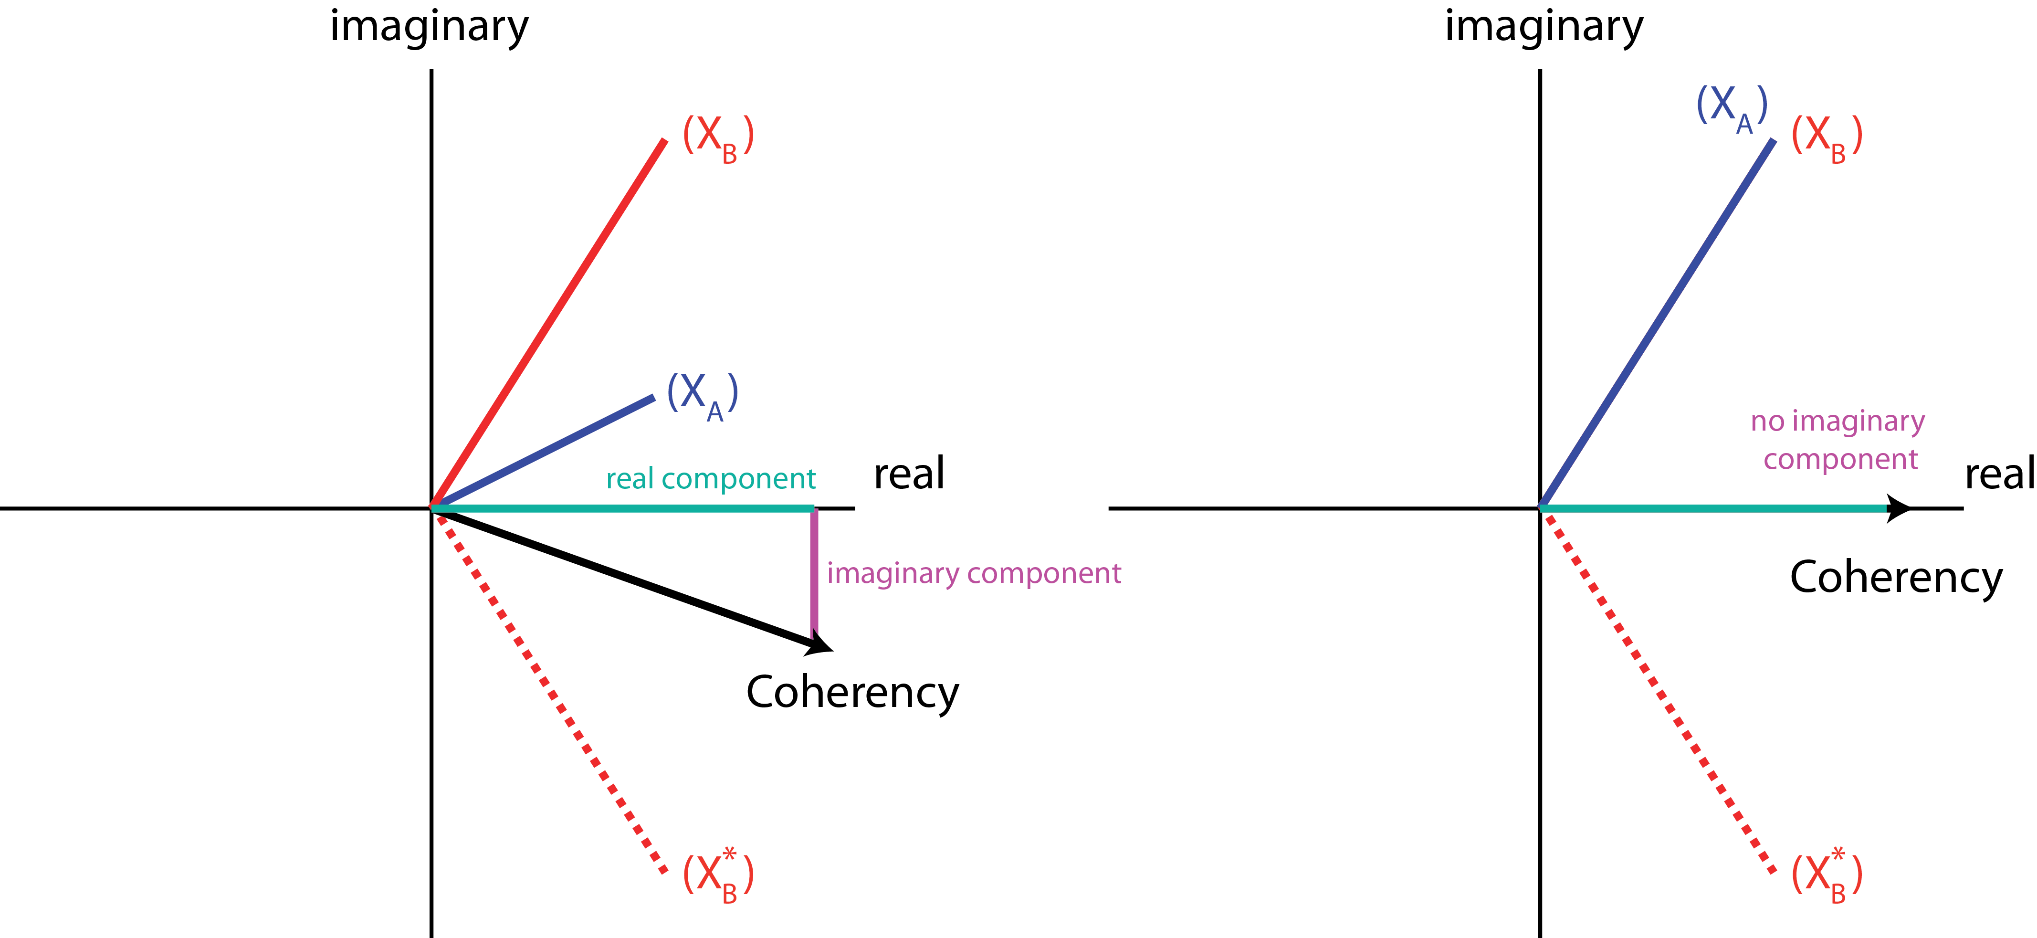 imaginary
(X_B)
(X_A)
real component
real
imaginary component
Coherency
(X_B^*)
imaginary
(X_A)
(X_B)
no imaginary
component
real
Coherency
(X_B^*)